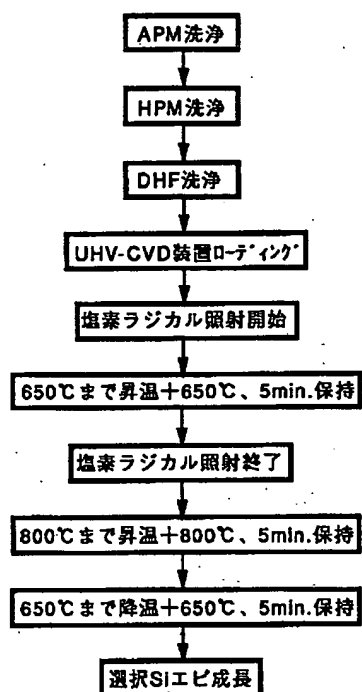 APM洗浄
HPM洗浄
DHF洗浄
UHV-CVD装置ﾛｰﾃﾞｨﾝｸﾞ
塩素ラジカル照射開始
650℃まで昇温＋650℃、5min.保持
塩素ラジカル照射終了
800℃まで昇温＋800℃、5min.保持
650℃まで降温＋650℃、5min.保持
選択Siエピ成長